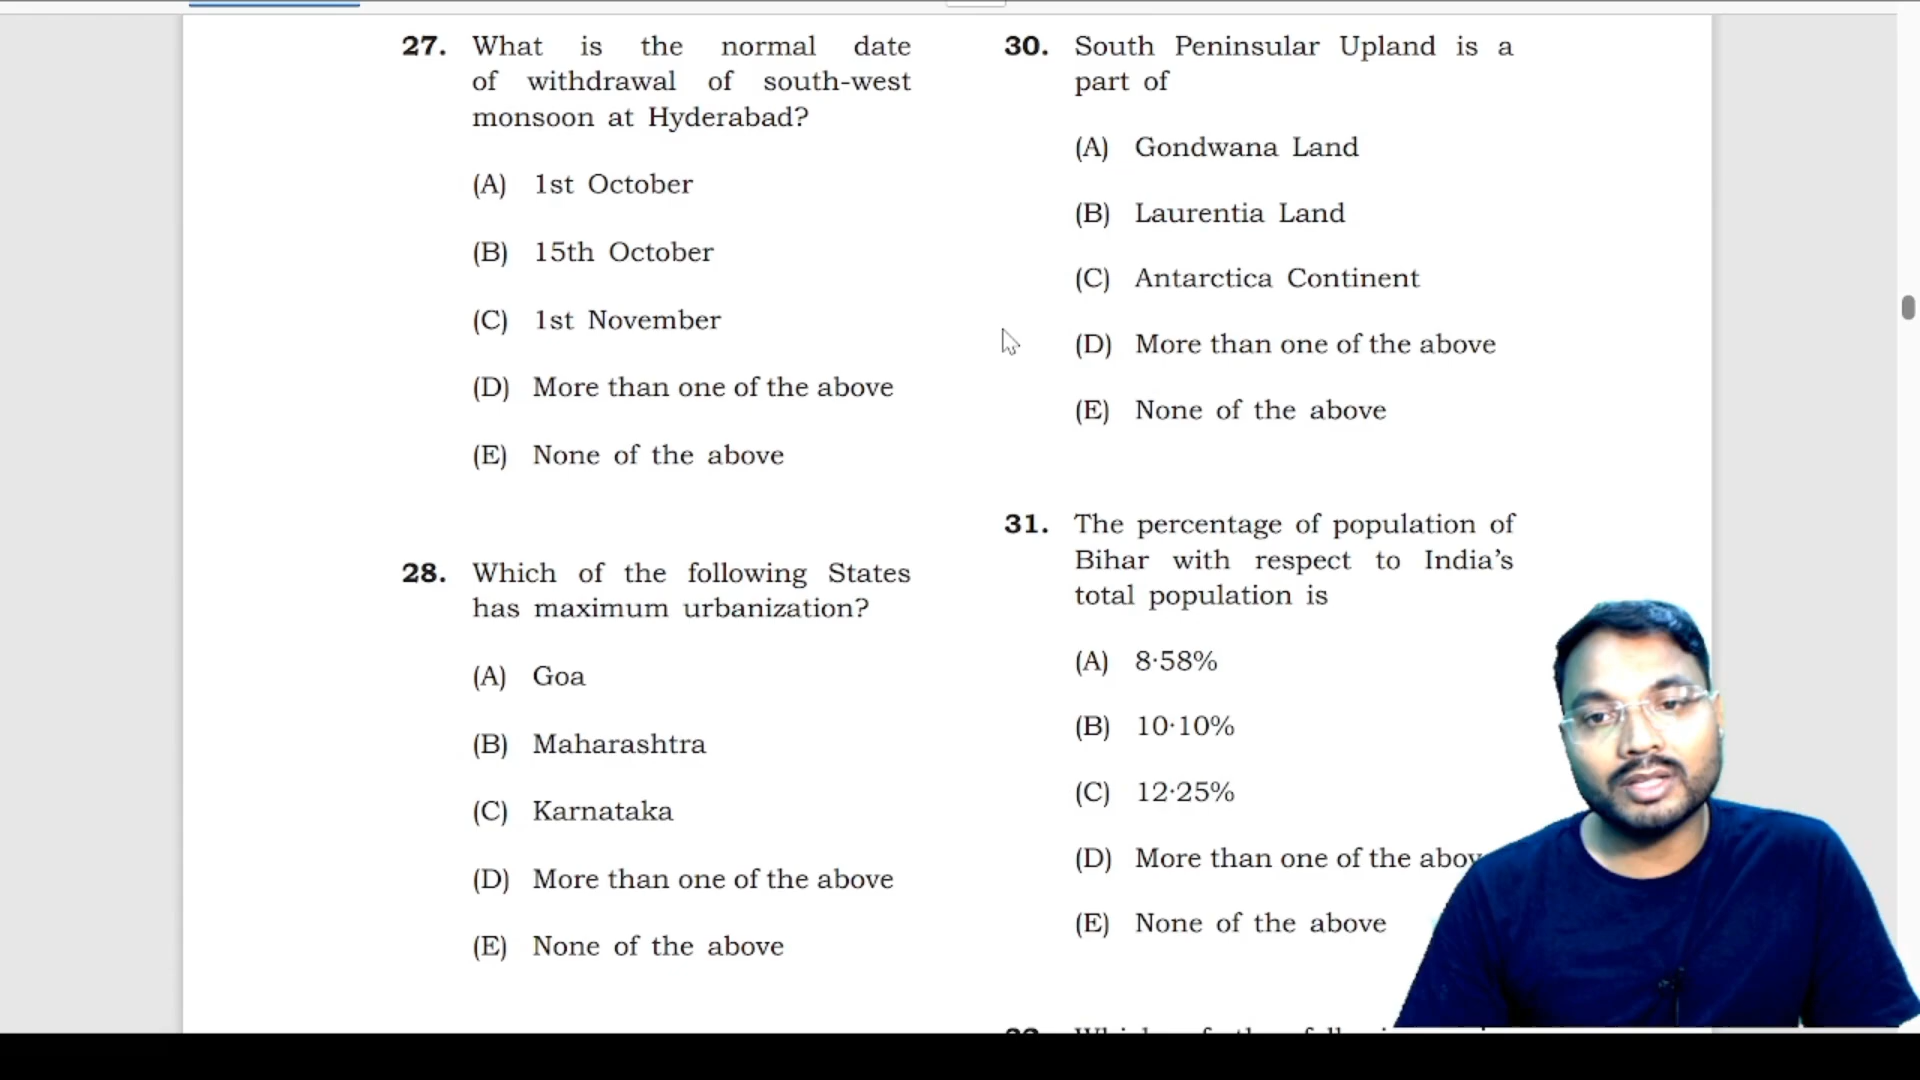 27. What is the normal date
of withdrawal of south-west
monsoon at Hyderabad?
(A) 1st October
(B) 15th October
(C) 1st November
(D) More than one of the above
(E) None of the above
28. Which of the following States
has maximum urbanization?
(A) Goa
(B) Maharashtra
(C) Karnataka
(D) More than one of the above
(E) None of the above
30. South Peninsular Upland is a
part of
(A) Gondwana Land
(B) Laurentia Land
(C) Antarctica Continent
(D) More than one of the above
(E) None of the above
31. The percentage of population of
Bihar with respect to India’s
total population is
(A) 8·58%
(B) 10·10%
(C) 12·25%
(D) More than one of the
(E) None of the above